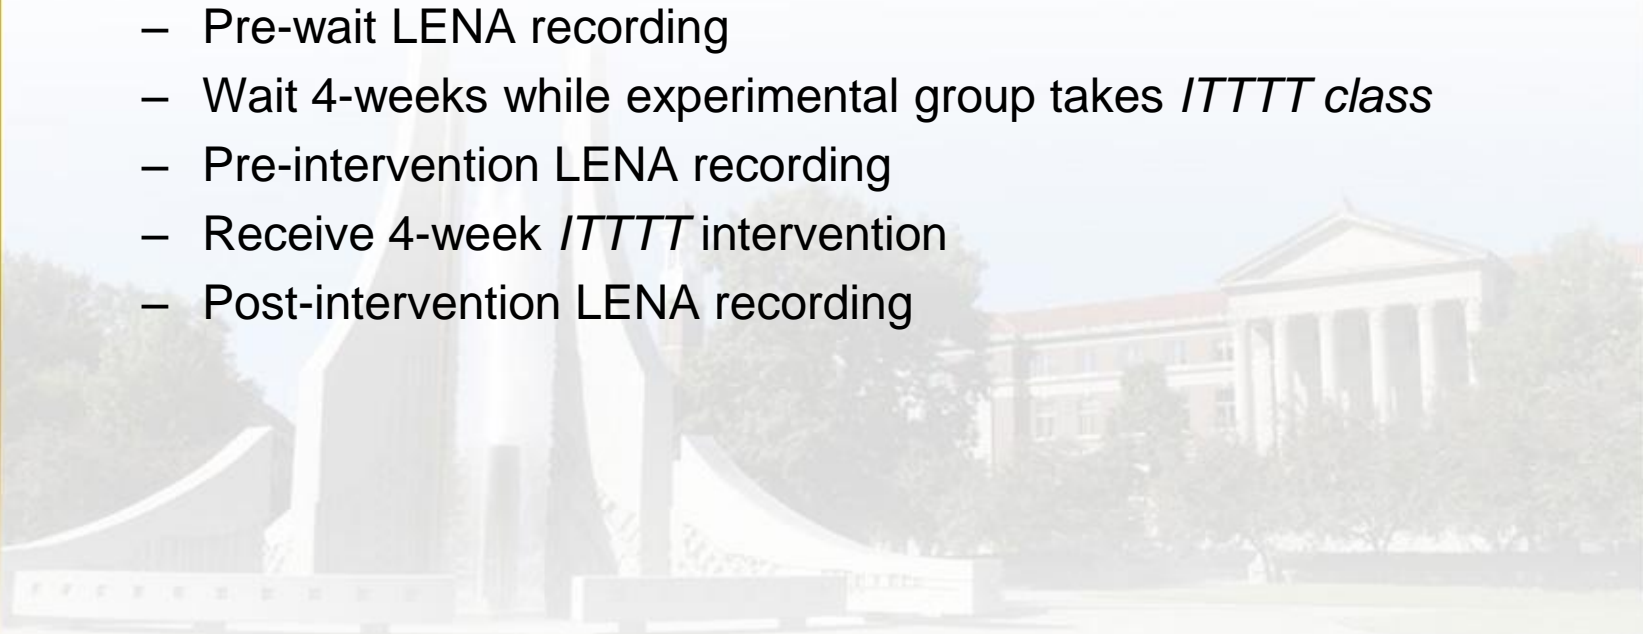 – Pre-wait LENA recording
– Wait 4-weeks while experimental group takes ITTTT class
– Pre-intervention LENA recording
– Receive 4-week ITTTT intervention
– Post-intervention LENA recording